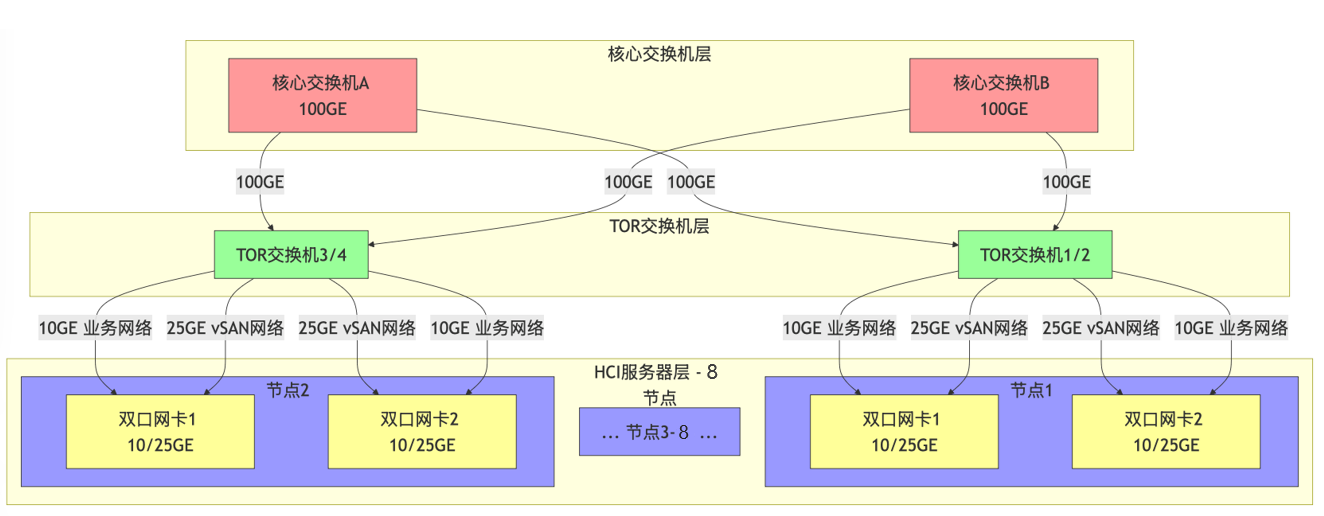 核心交换机层
核心交换机A
100GE
核心交换机B
100GE
100GE
100GE
100GE
100GE
TOR交换机层
TOR交换机3/4
TOR交换机1/2
10GE 业务网络
25GE vSAN网络
25GE vSAN网络
10GE 业务网络
10GE 业务网络
25GE vSAN网络
25GE vSAN网络
10GE 业务网络
HCI服务器层 - 8
节点
节点2
双口网卡1
10/25GE
双口网卡2
10/25GE
... 节点3-8 ...
节点1
双口网卡1
10/25GE
双口网卡2
10/25GE